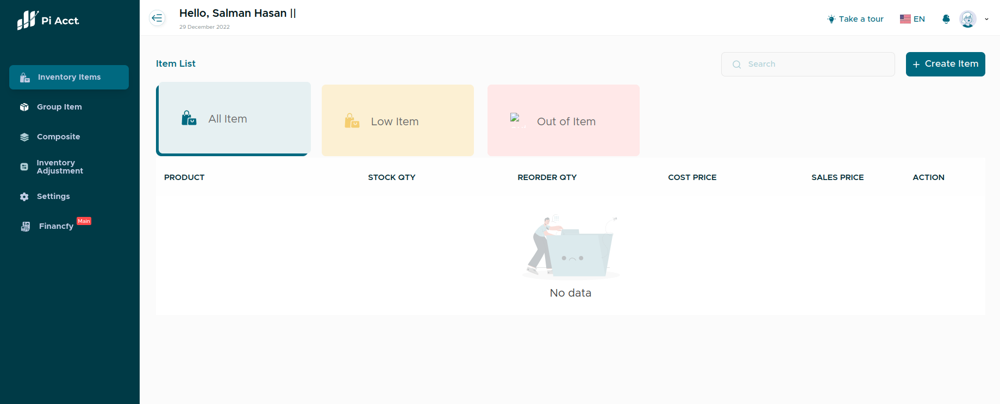 Pi Acct.
Hello, Salman Hasan ||
29 December 2022
Take a tour
EN
Inventory Items
Group Item
Composite
Inventory
Adjustment
Settings
Financfy Main
Item List
Search
+ Create Item
All Item
Low Item
Out of Item
PRODUCT STOCK QTY REORDER QTY COST PRICE SALES PRICE ACTION
No data